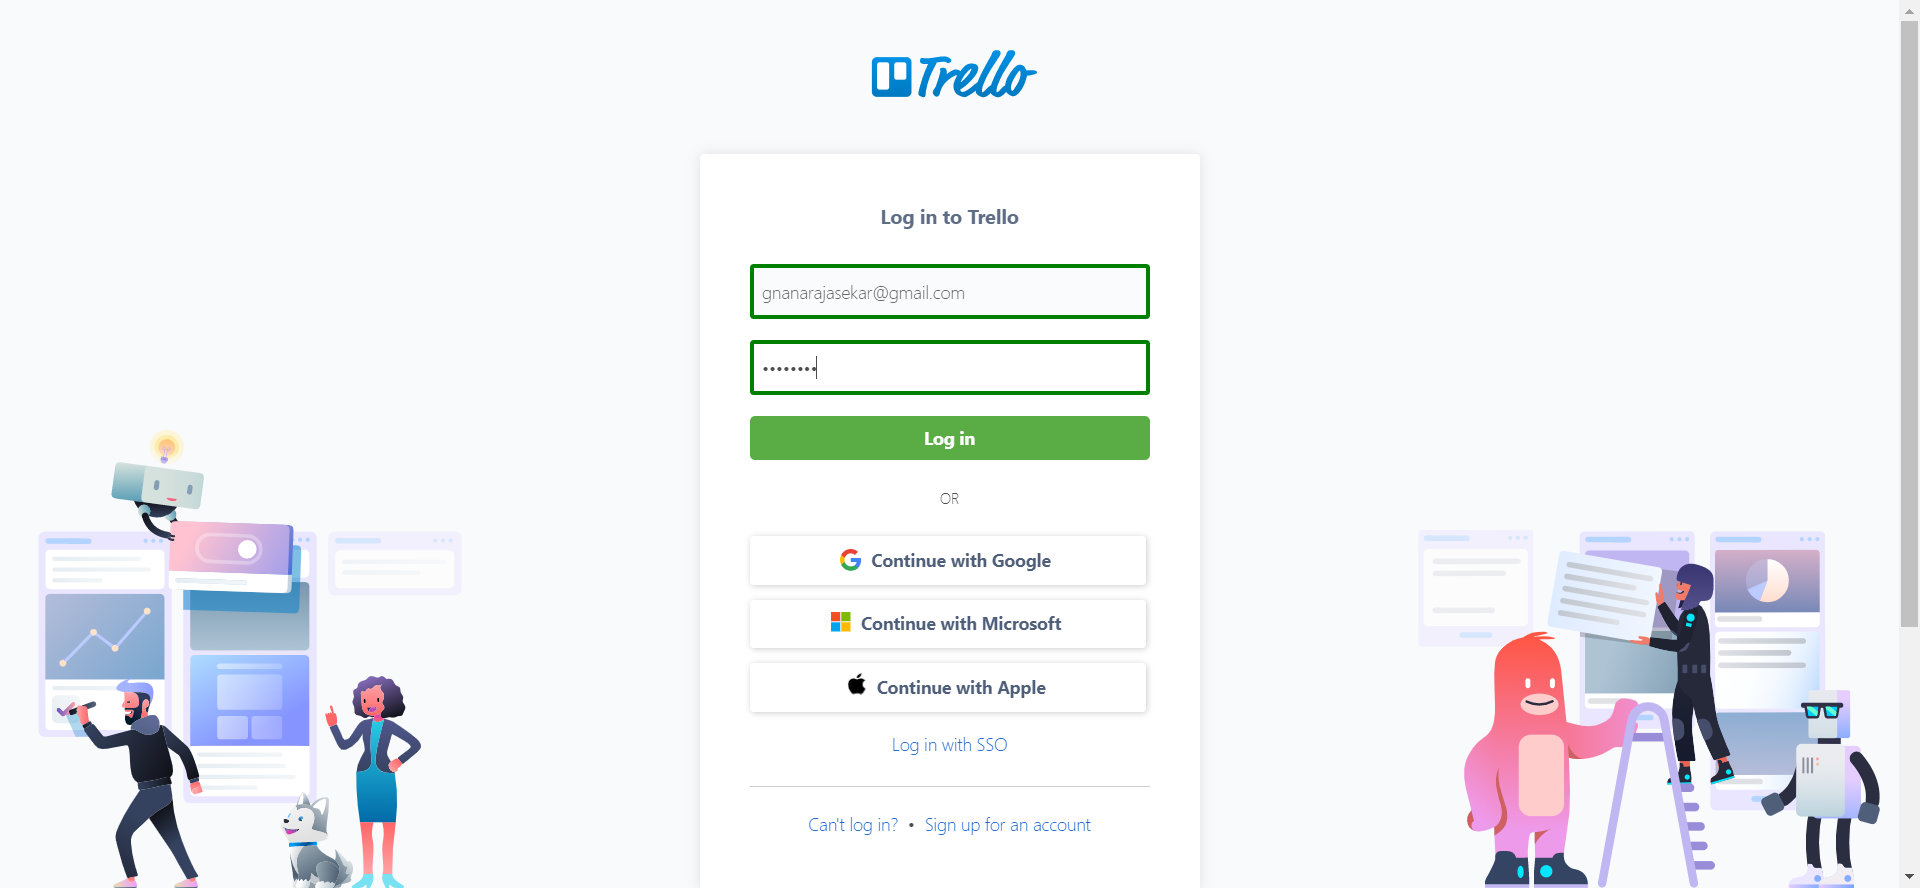 Trello
Log in to Trello
gnanarajasekar@gmail.com
••••••••
Log in
OR
Continue with Google
Continue with Microsoft
Continue with Apple
Log in with SSO
Can't log in? • Sign up for an account